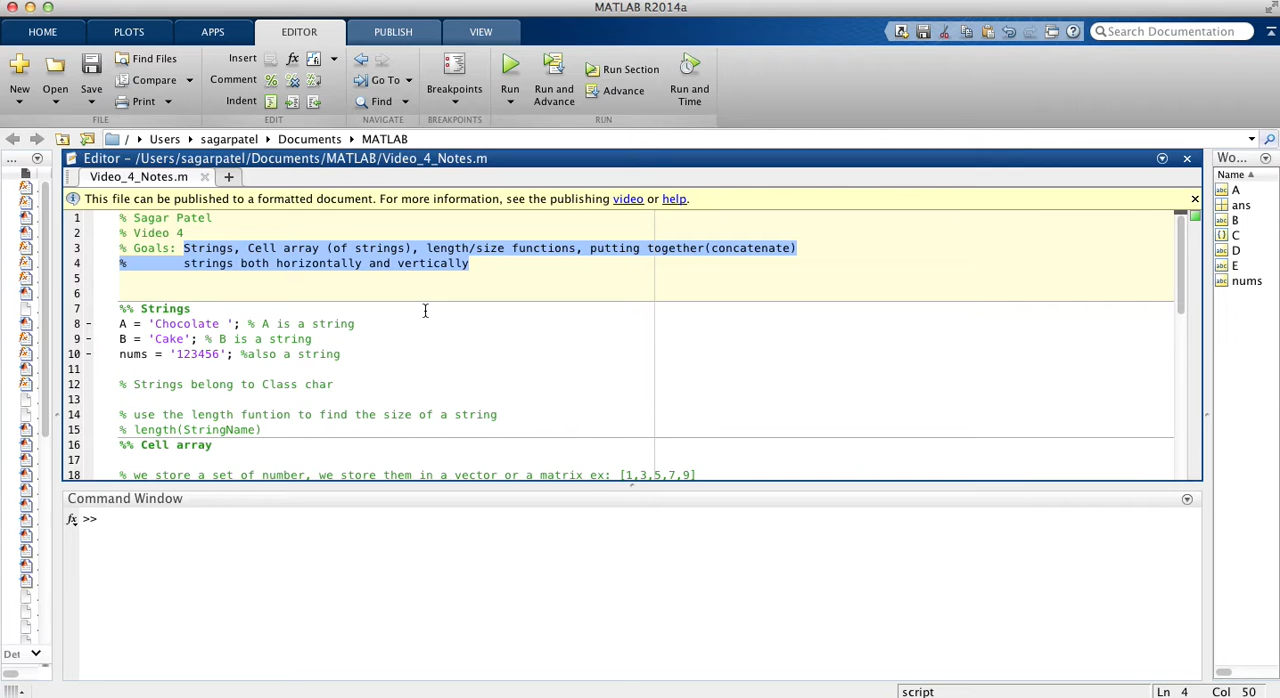 MATLAB R2014a
HOME PLOTS APPS EDITOR PUBLISH VIEW Search Documentation
New Open Save Find Files Compare Print Insert Comment Indent Go To Find Breakpoints Run Run and Advance Run Section Advance Run and Time
FILE EDIT NAVIGATE BREAKPOINTS RUN
/ Users sagarpatel Documents MATLAB
... Editor - /Users/sagarpatel/Documents/MATLAB/Video_4_Notes.m Wo...
Video_4_Notes.m Name
This file can be published to a formatted document. For more information, see the publishing video or help.
1 % Sagar Patel
2 % Video 4
3 % Goals: Strings, Cell array (of strings), length/size functions, putting together(concatenate)
4 % strings both horizontally and vertically
5
6
7 %% Strings
8 A = 'Chocolate '; % A is a string
9 B = 'Cake'; % B is a string
10 nums = '123456'; %also a string
11
12 % Strings belong to Class char
13
14 % use the length funtion to find the size of a string
15 % length(StringName)
16 %% Cell array
17
18 % we store a set of number, we store them in a vector or a matrix ex: [1,3,5,7,9]
A
ans
B
C
D
E
nums
Command Window
fx >>
Det
script Ln 4 Col 50